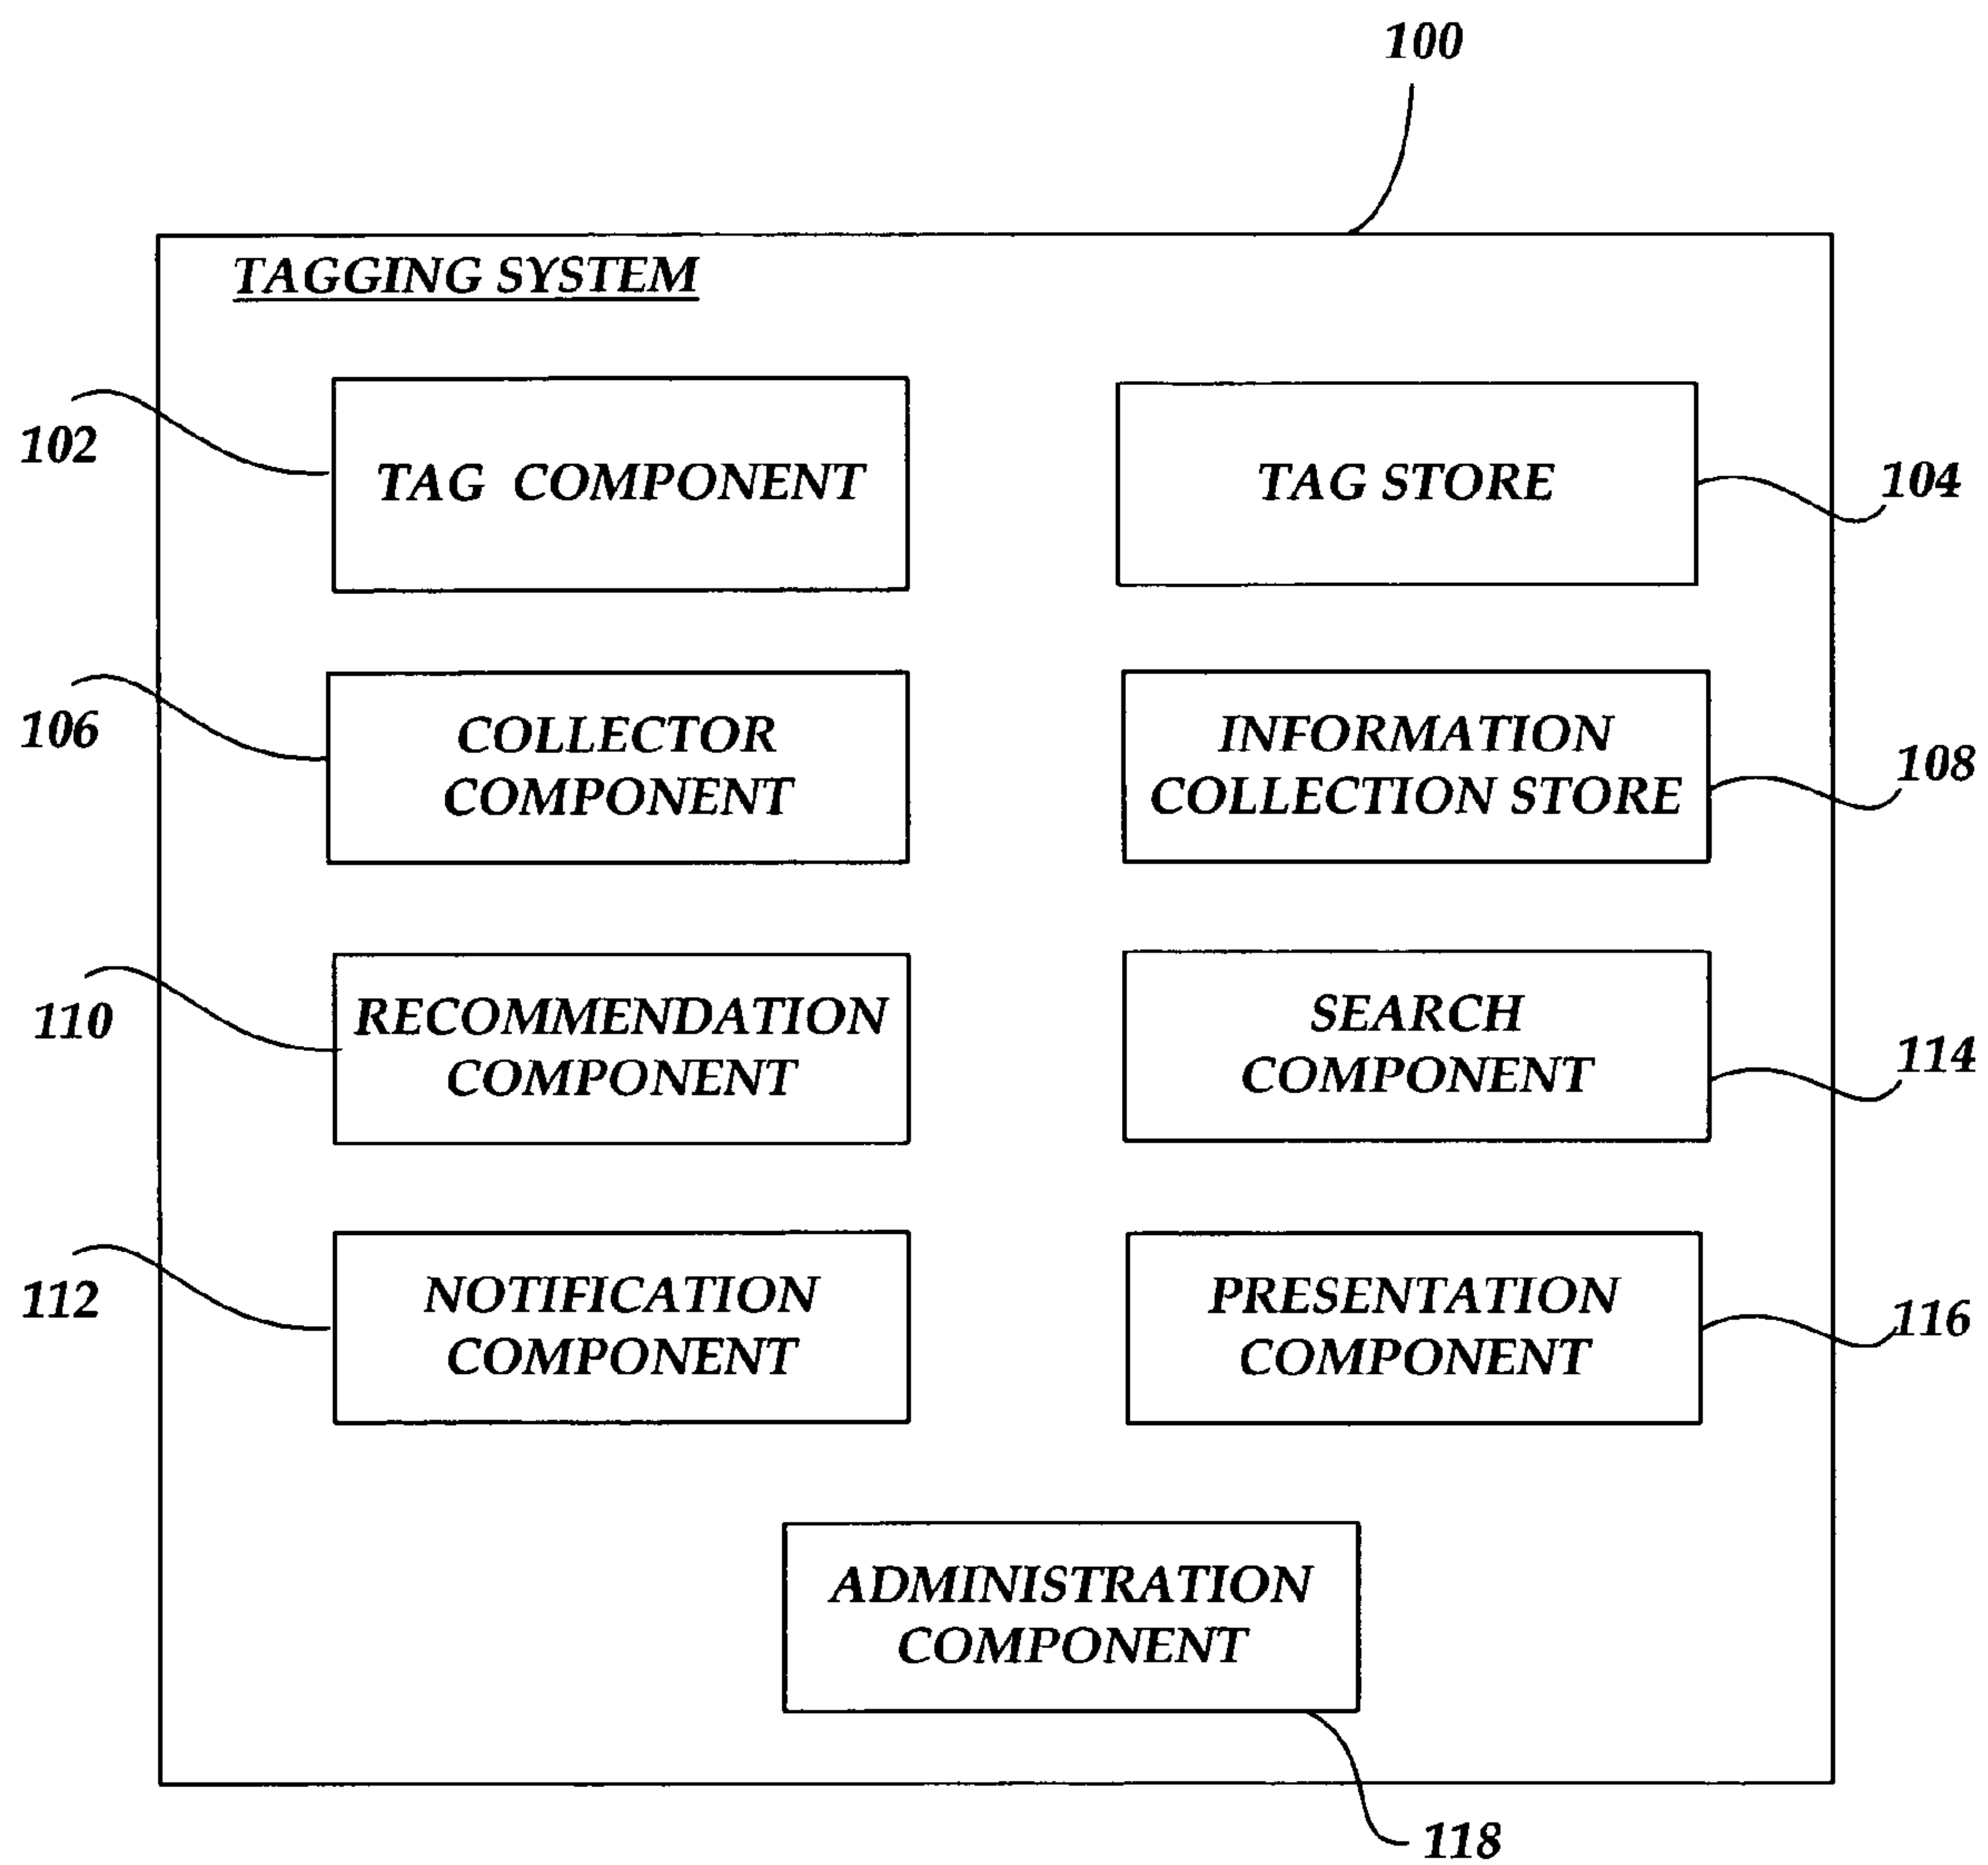 100
TAGGING SYSTEM
102
TAG COMPONENT
TAG STORE
104
106
COLLECTOR
COMPONENT
INFORMATION
COLLECTION STORE
108
110
RECOMMENDATION
COMPONENT
SEARCH
COMPONENT
114
112
NOTIFICATION
COMPONENT
PRESENTATION
COMPONENT
116
ADMINISTRATION
COMPONENT
118